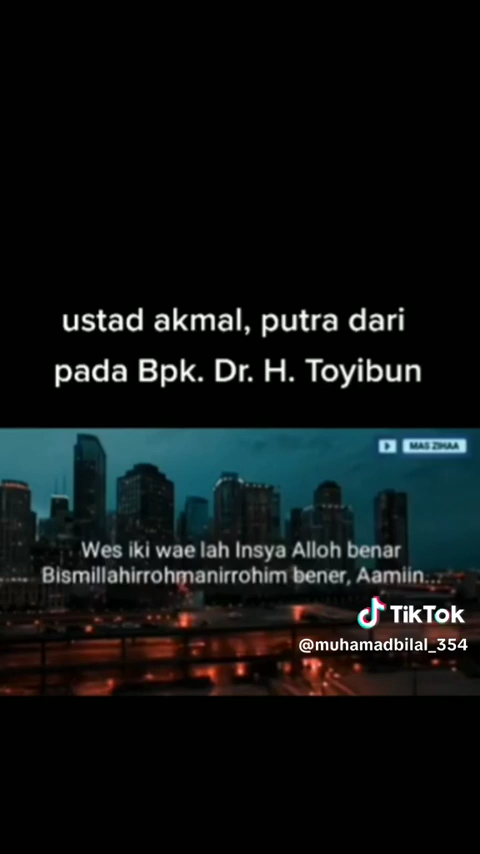 ustad akmal, putra dari
pada Bpk. Dr. H. Toyibun
MAS ZIHAA
Wes iki wae lah Insya Alloh benar
Bismillahirrohmanirrohim bener, Aamiin...
TikTok
@muhamadbilal_354